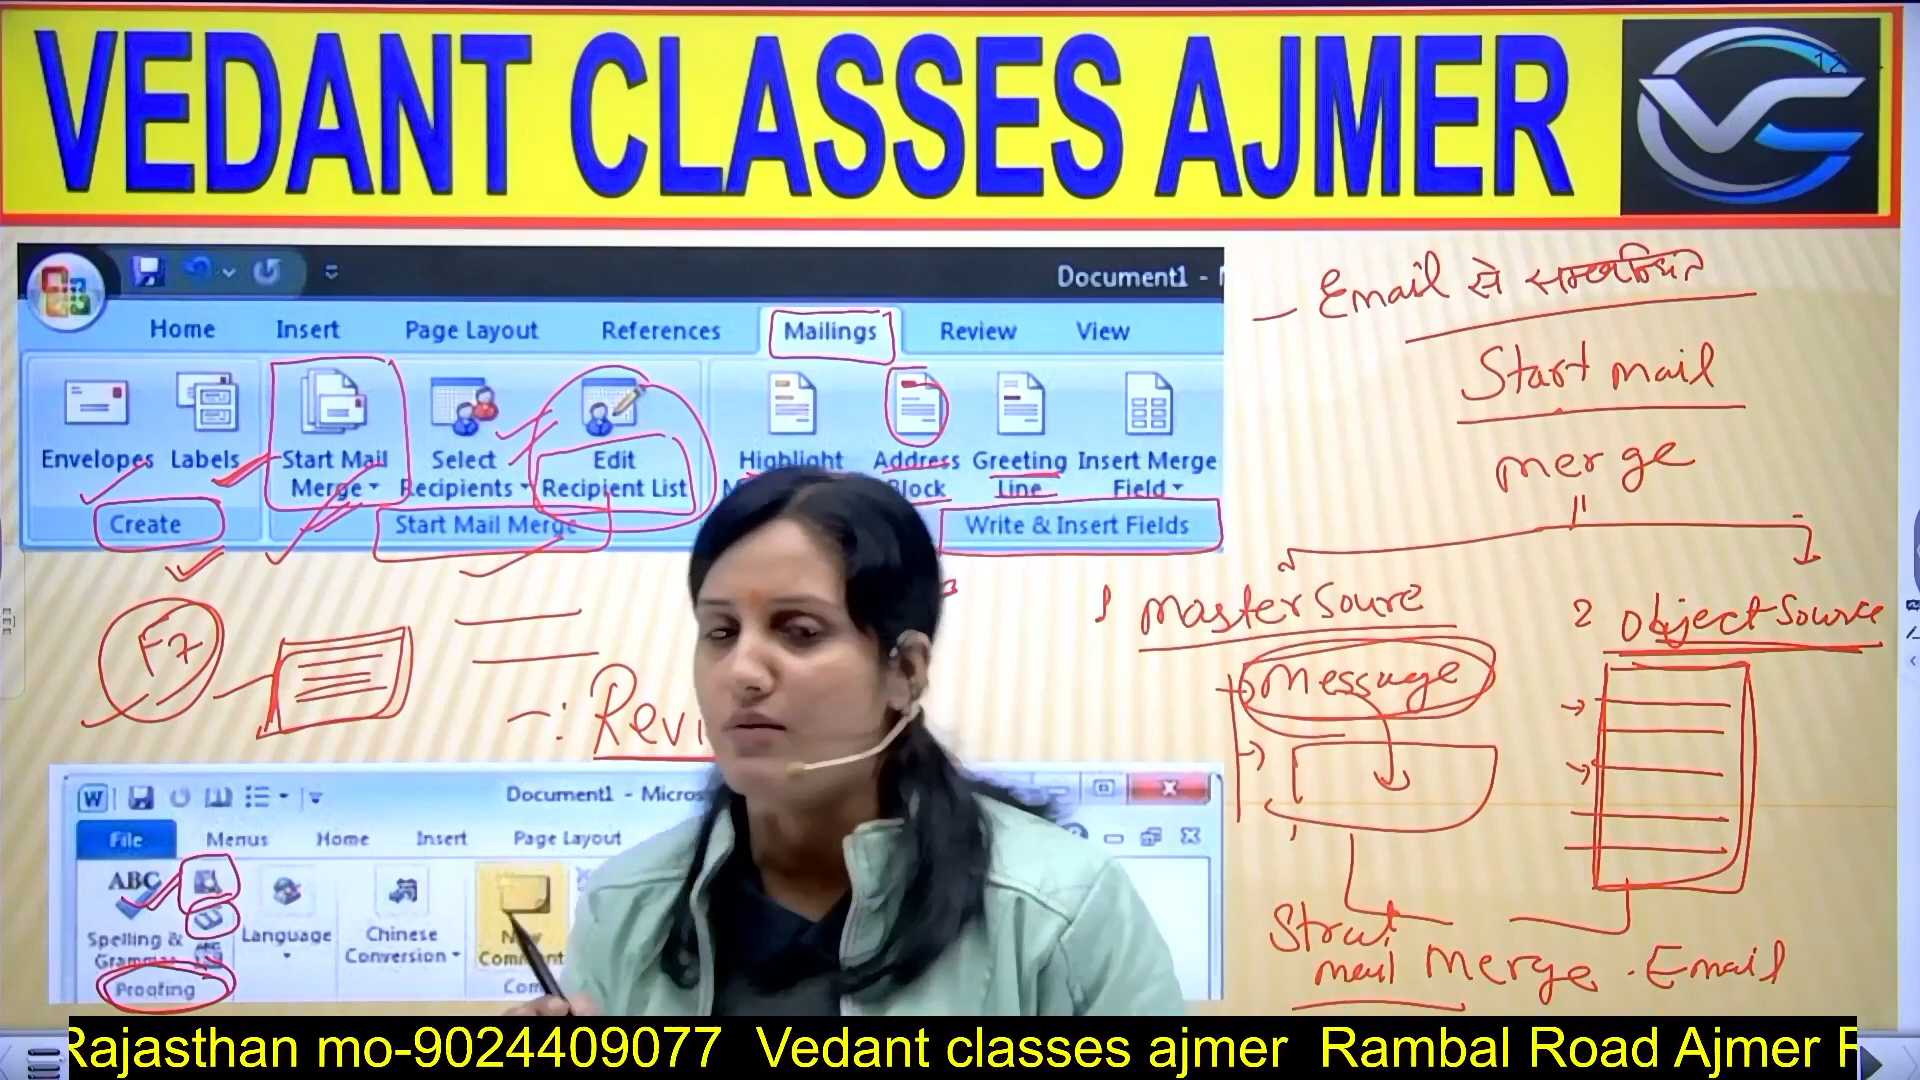 VEDANT CLASSES AJMER
12
Document1 -
Home Insert Page Layout References Mailings Review View
Envelopes Labels Start Mail Merge Select Recipients Edit Recipient List Highlight Address Block Greeting Line Insert Merge Field
Create Start Mail Merge Write & Insert Fields
— Email से सम्बन्धित
Start mail
merge
1 Master Soure
2 Object Source
Message
F7
-: Revi
W Document1 - Micros
File Menus Home Insert Page Layout
ABC
Spelling & Language Chinese Conversion
Proofing
Strat mail Merge . Email
Rajasthan mo-9024409077 Vedant classes ajmer Rambal Road Ajmer